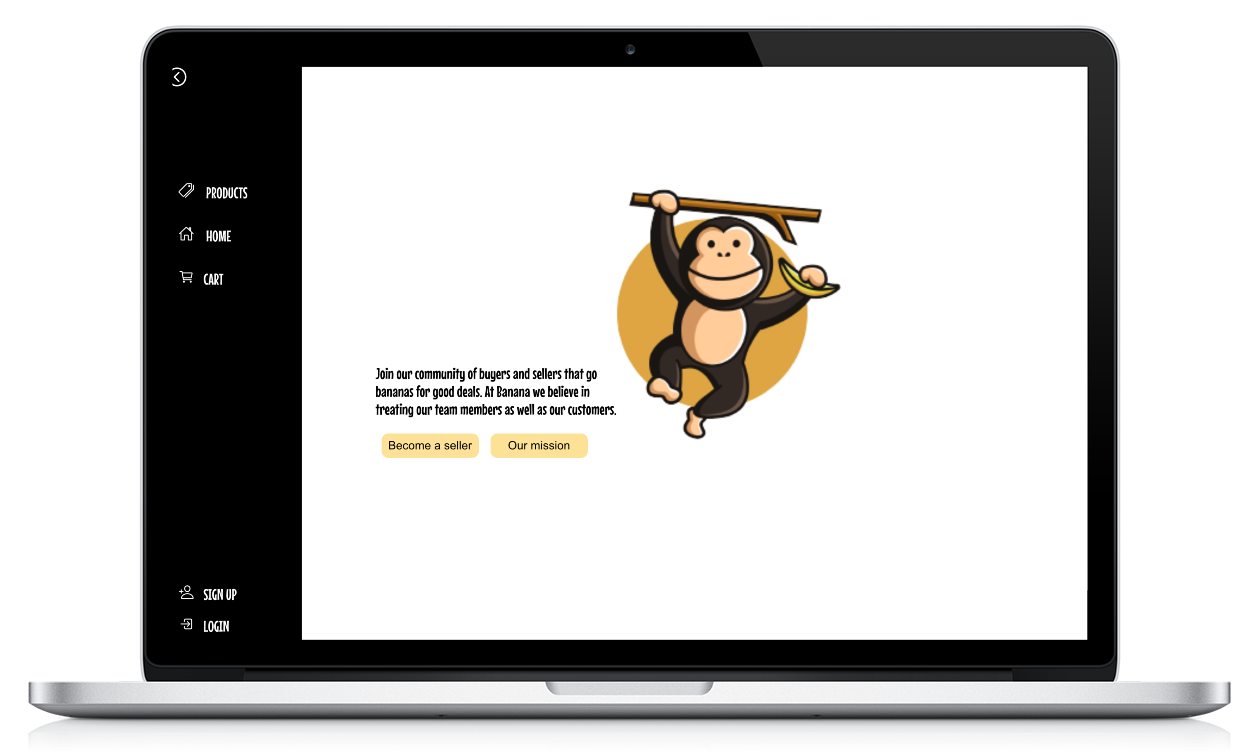 PRODUCTS
HOME
CART
Join our community of buyers and sellers that go
bananas for good deals. At Banana we believe in
treating our team members as well as our customers.
Become a seller
Our mission
SIGN UP
LOGIN